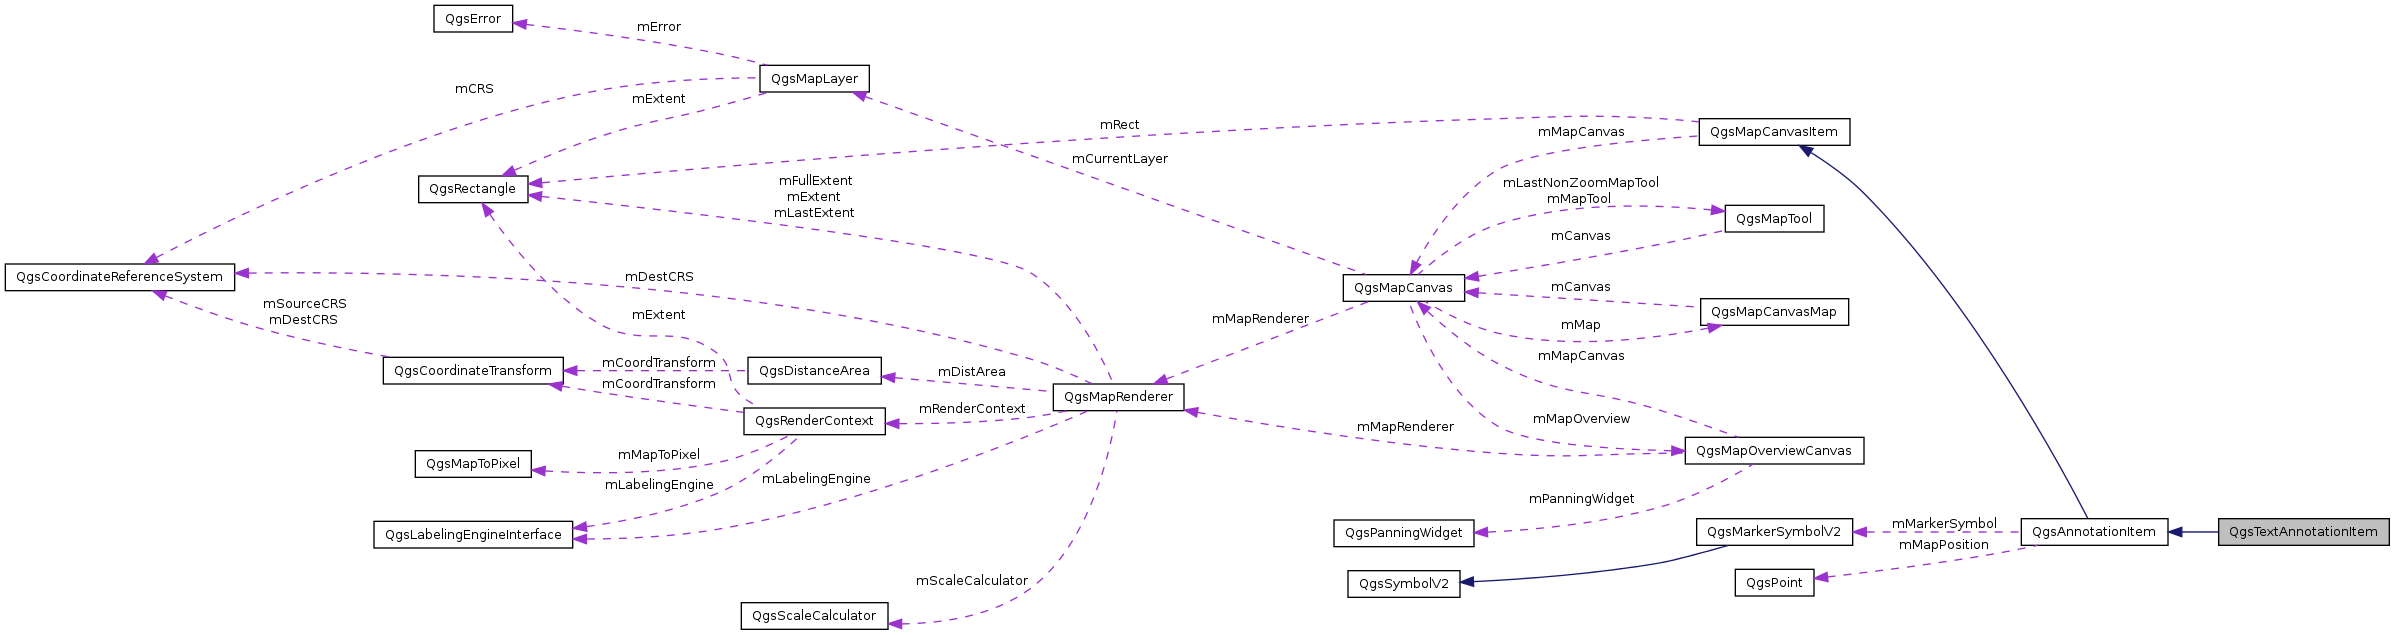 QgsError
mError
QgsMapLayer
mCRS
mExtent
mRect
QgsMapCanvasItem
mMapCanvas
mCurrentLayer
QgsRectangle
mFullExtent
mExtent
mLastExtent
mLastNonZoomMapTool
mMapTool
QgsMapTool
mCanvas
QgsCoordinateReferenceSystem
mDestCRS
QgsMapCanvas
mCanvas
mSourceCRS
mDestCRS
mExtent
mMapRenderer
mMap
QgsMapCanvasMap
mMapCanvas
QgsCoordinateTransform
mCoordTransform
mCoordTransform
QgsDistanceArea
mDistArea
QgsMapRenderer
mRenderContext
QgsRenderContext
mMapOverview
mMapRenderer
QgsMapOverviewCanvas
QgsMapToPixel
mMapToPixel
mLabelingEngine
mLabelingEngine
mPanningWidget
QgsLabelingEngineInterface
QgsPanningWidget
QgsMarkerSymbolV2
mMarkerSymbol
mMapPosition
QgsAnnotationItem
QgsTextAnnotationItem
mScaleCalculator
QgsSymbolV2
QgsPoint
QgsScaleCalculator